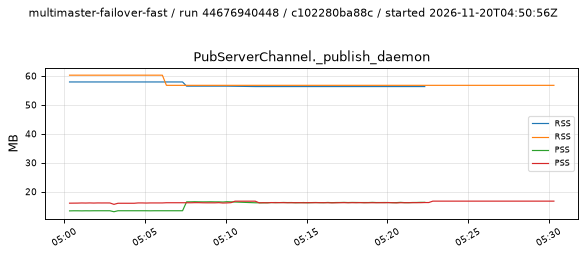 multimaster-failover-fast / run 44676940448 / c102280ba88c / started 2026-11-20T04:50:56Z
PubServerChannel._publish_daemon
MB
60
50
40
30
20
RSS
RSS
PSS
PSS
05:00
05:05
05:10
05:15
05:20
05:25
05:30